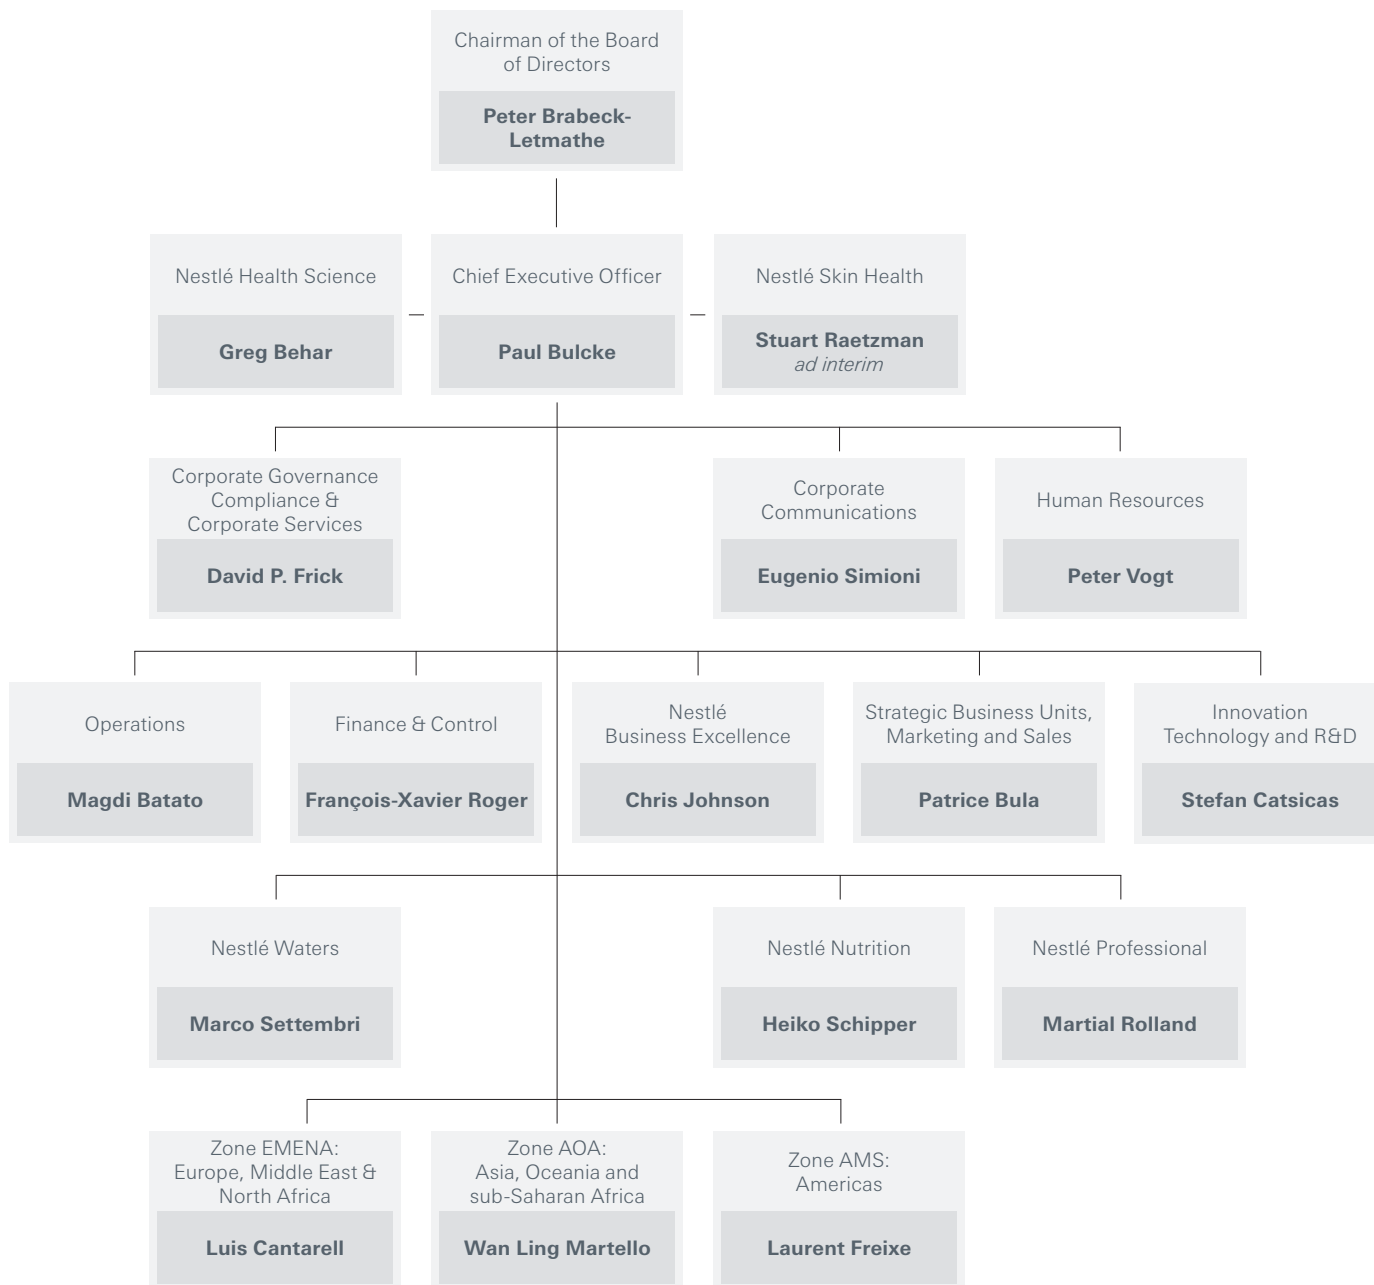 Chairman of the Board
of Directors
Peter Brabeck-
Letmathe
Nestlé Health Science
Greg Behar
Chief Executive Officer
Paul Bulcke
Nestlé Skin Health
Stuart Raetzman
ad interim
Corporate Governance
Compliance &
Corporate Services
David P. Frick
Corporate
Communications
Eugenio Simioni
Human Resources
Peter Vogt
Operations
Magdi Batato
Finance & Control
François-Xavier Roger
Nestlé
Business Excellence
Chris Johnson
Strategic Business Units,
Marketing and Sales
Patrice Bula
Innovation
Technology and R&D
Stefan Catsicas
Nestlé Waters
Marco Settembri
Nestlé Nutrition
Heiko Schipper
Nestlé Professional
Martial Rolland
Zone EMENA:
Europe, Middle East &
North Africa
Luis Cantarell
Zone AOA:
Asia, Oceania and
sub-Saharan Africa
Wan Ling Martello
Zone AMS:
Americas
Laurent Freixe